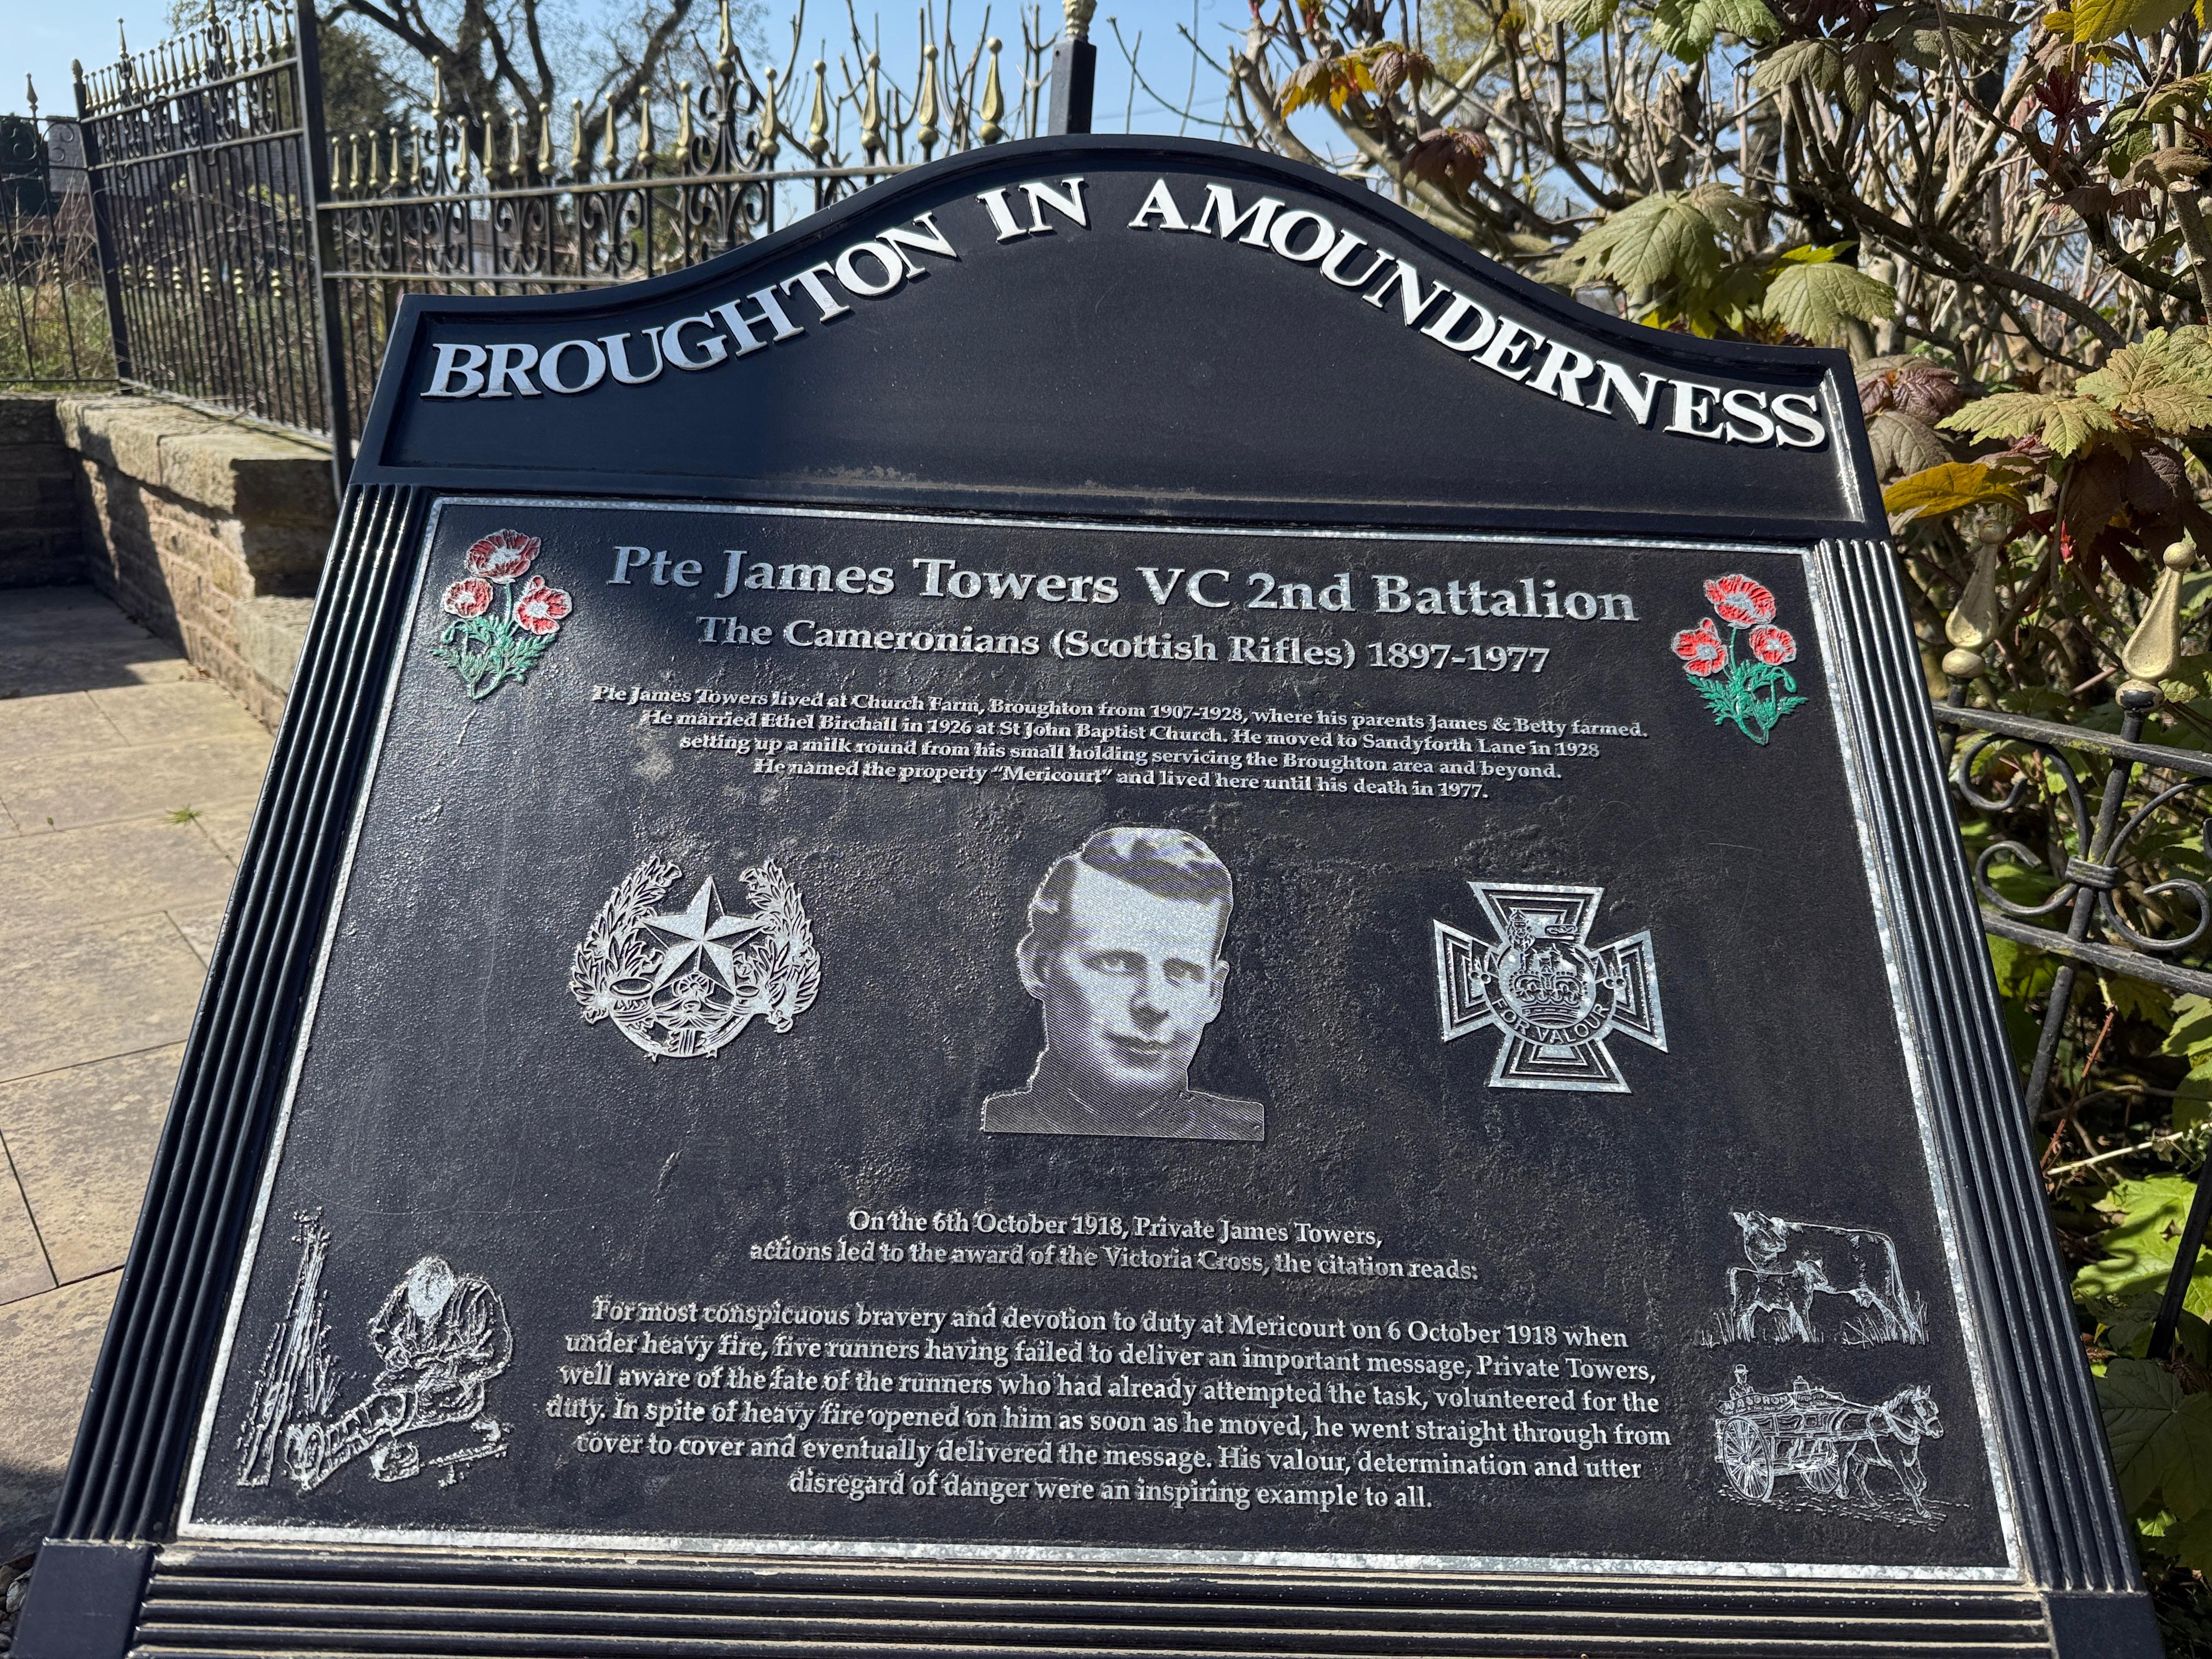 BROUGHTON IN AMOUNDERNESS
Pte James Towers VC 2nd Battalion
The Cameronians (Scottish Rifles) 1897-1977
Pte James Towers lived at Church Farm, Broughton from 1907-1928, where his parents James & Betty farmed.
He married Ethel Birchall in 1926 at St John Baptist Church. He moved to Sandyforth Lane in 1928
setting up a milk round from his small holding servicing the Broughton area and beyond.
He named the property "Mericourt" and lived here until his death in 1977.
FOR VALOUR
On the 6th October 1918, Private James Towers,
actions led to the award of the Victoria Cross, the citation reads:
For most conspicuous bravery and devotion to duty at Mericourt on 6 October 1918 when
under heavy fire, five runners having failed to deliver an important message, Private Towers,
well aware of the fate of the runners who had already attempted the task, volunteered for the
duty. In spite of heavy fire opened on him as soon as he moved, he went straight through from
cover to cover and eventually delivered the message. His valour, determination and utter
disregard of danger were an inspiring example to all.